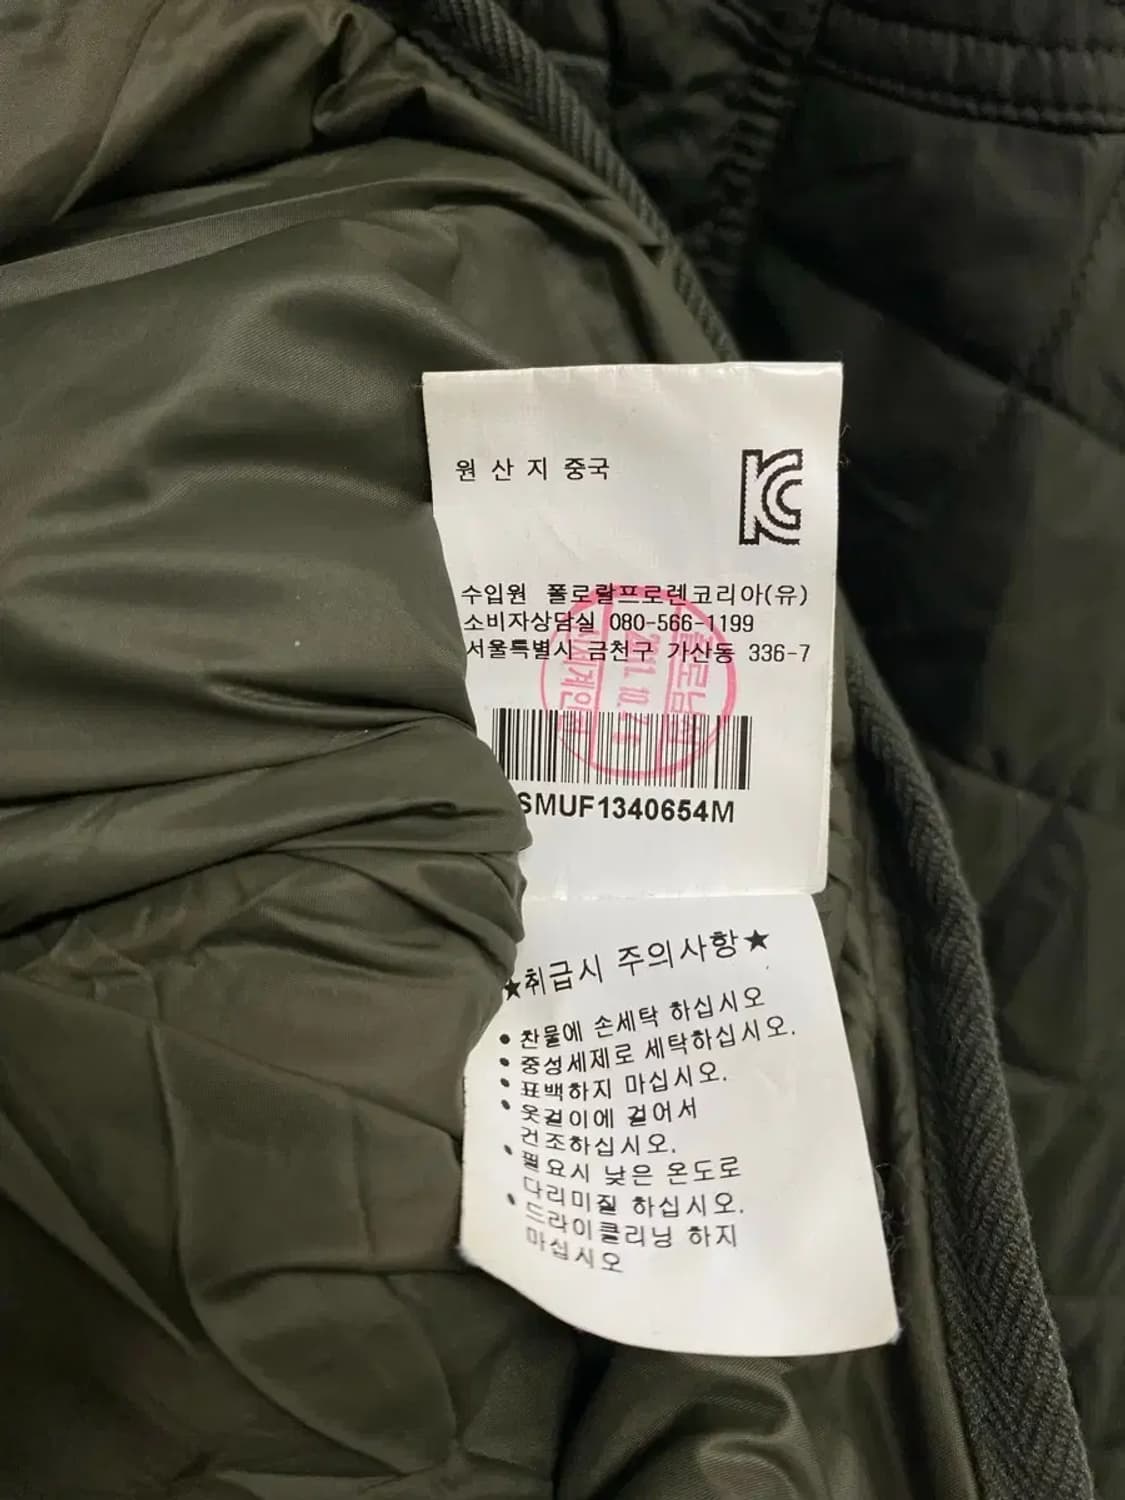 원 산 지 중국
KC
수입원 폴로랄프로렌코리아(유)
소비자상담실 080-566-1199
서울특별시 금천구 가산동 336-7
SMUF1340654M
★취급시 주의사항★
• 찬물에 손세탁 하십시오
• 중성세제로 세탁하십시오.
• 표백하지 마십시오.
• 옷걸이에 걸어서
건조하십시오.
• 필요시 낮은 온도로
다리미질 하십시오.
• 드라이클리닝 하지
마십시오